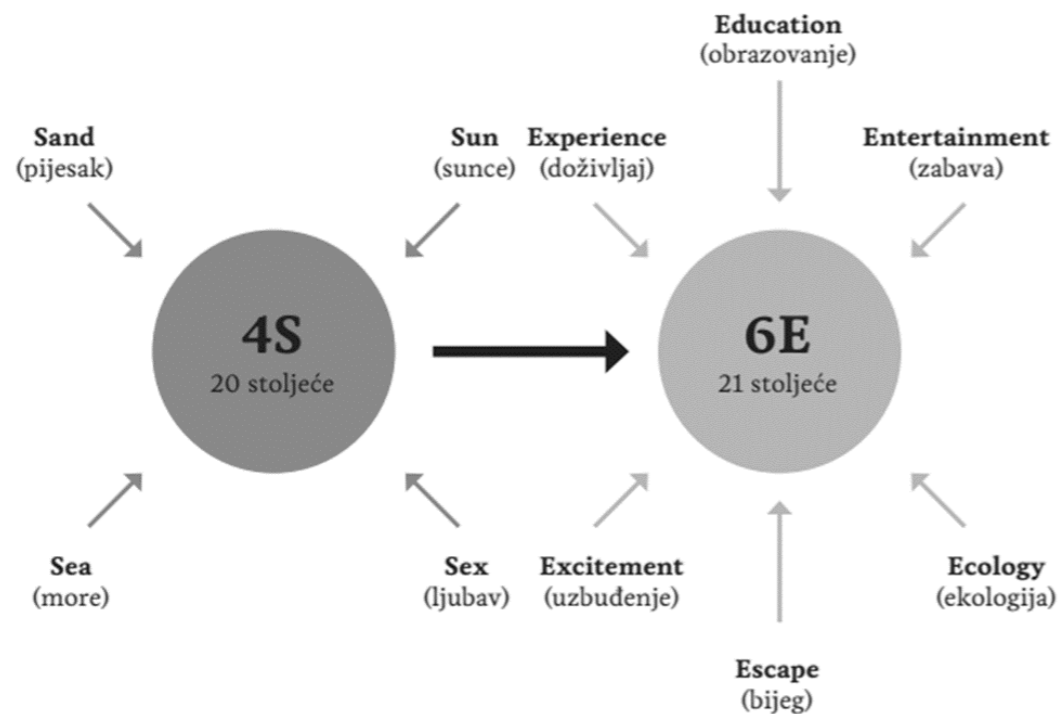 Education
(obrazovanje)
Sand
(pijesak)
Sun
(sunce)
Experience
(doživljaj)
Entertainment
(zabava)
4S
20 stoljeće
6E
21 stoljeće
Sea
(more)
Sex
(ljubav)
Excitement
(uzbuđenje)
Ecology
(ekologija)
Escape
(bijeg)